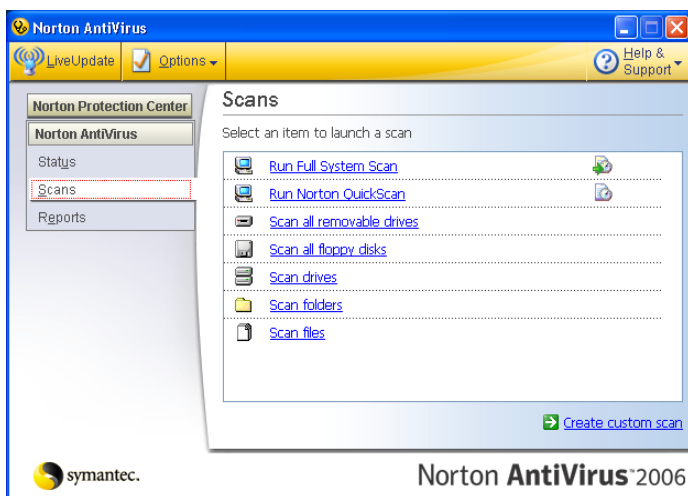 Norton AntiVirus
LiveUpdate
Options
Help & Support
Norton Protection Center
Norton AntiVirus
Status
Scans
Reports
Scans
Select an item to launch a scan
Run Full System Scan
Run Norton QuickScan
Scan all removable drives
Scan all floppy disks
Scan drives
Scan folders
Scan files
Create custom scan
symantec.
Norton AntiVirus™2006